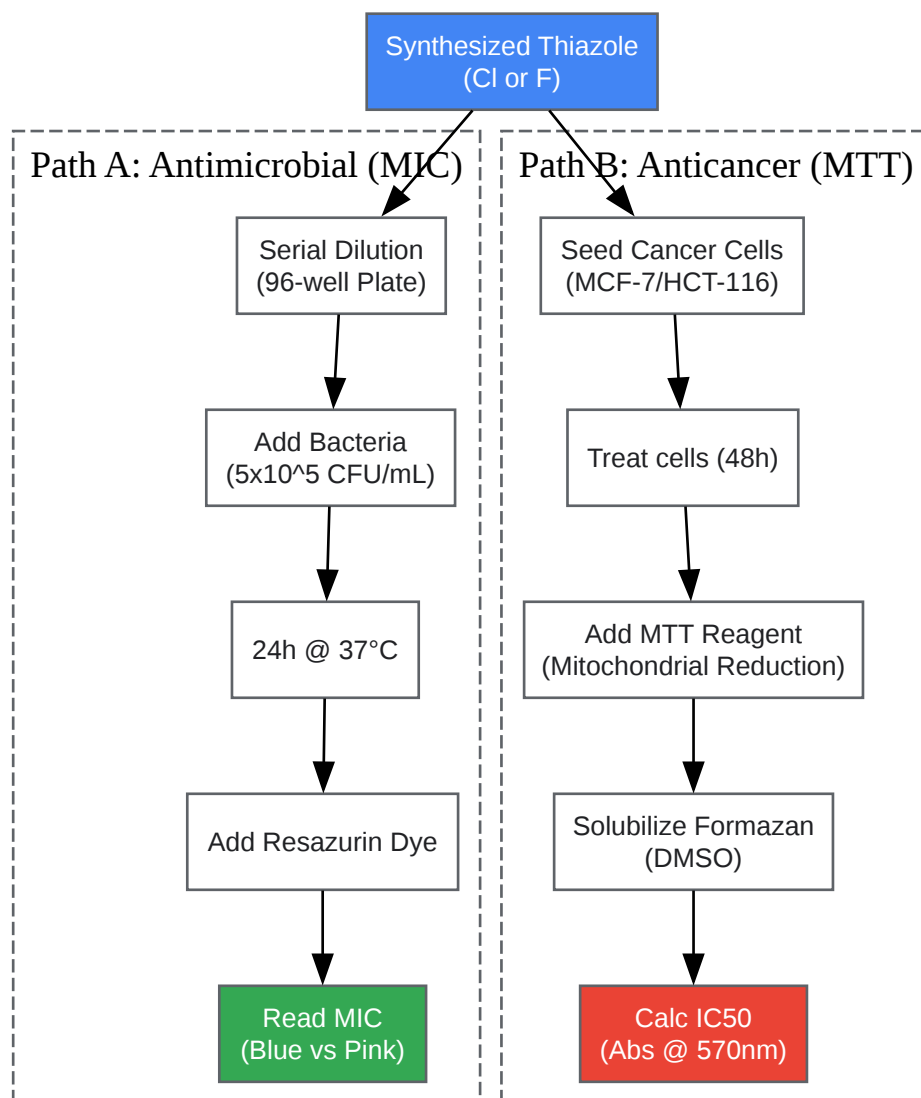 Synthesized Thiazole
(Cl or F)
Path A: Antimicrobial (MIC)
Serial Dilution
(96-well Plate)
Add Bacteria
(5x10^5 CFU/mL)
24h @ 37°C
Add Resazurin Dye
Read MIC
(Blue vs Pink)
Path B: Anticancer (MTT)
Seed Cancer Cells
(MCF-7/HCT-116)
Treat cells (48h)
Add MTT Reagent
(Mitochondrial Reduction)
Solubilize Formazan
(DMSO)
Calc IC50
(Abs @ 570nm)